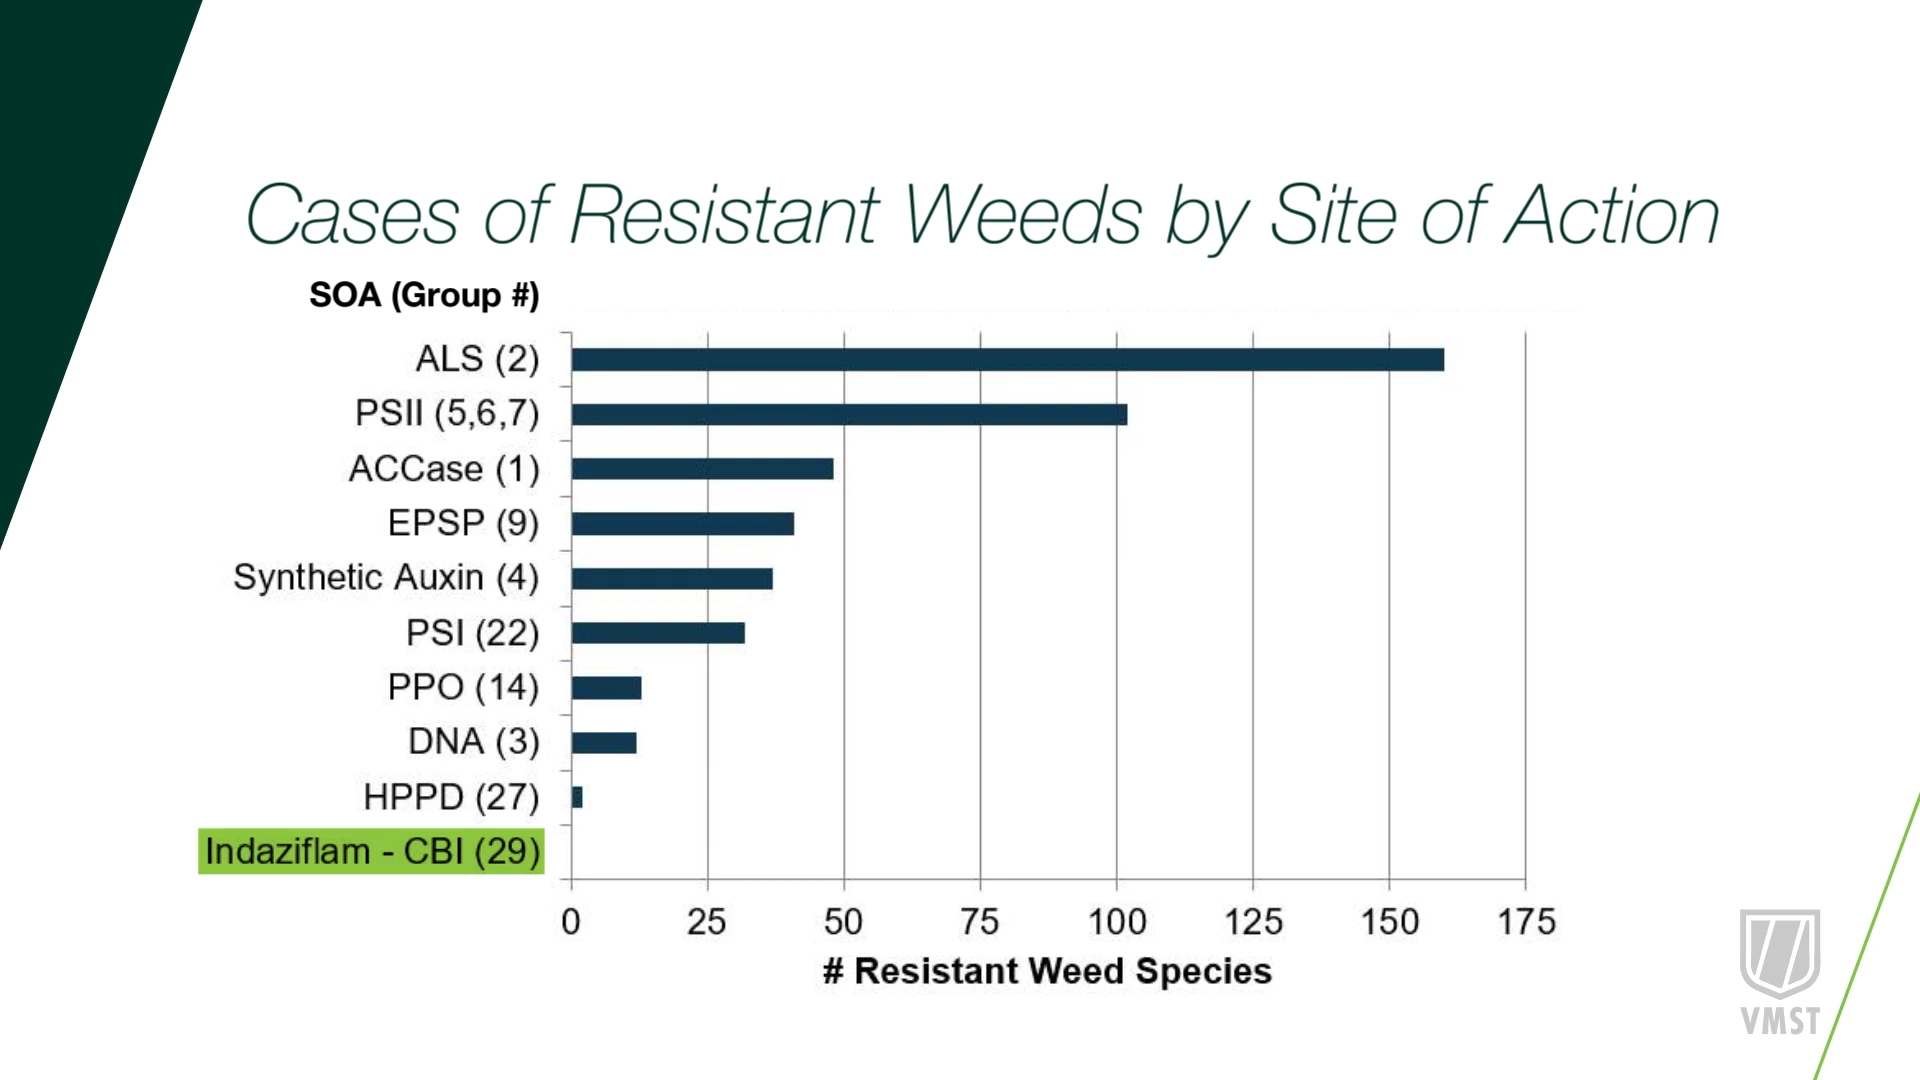 Cases of Resistant Weeds by Site of Action
SOA (Group #)
ALS (2)
PSII (5,6,7)
ACCase (1)
EPSP (9)
Synthetic Auxin (4)
PSI (22)
PPO (14)
DNA (3)
HPPD (27)
Indaziflam - CBI (29)
0 25 50 75 100 125 150 175
# Resistant Weed Species
VMST